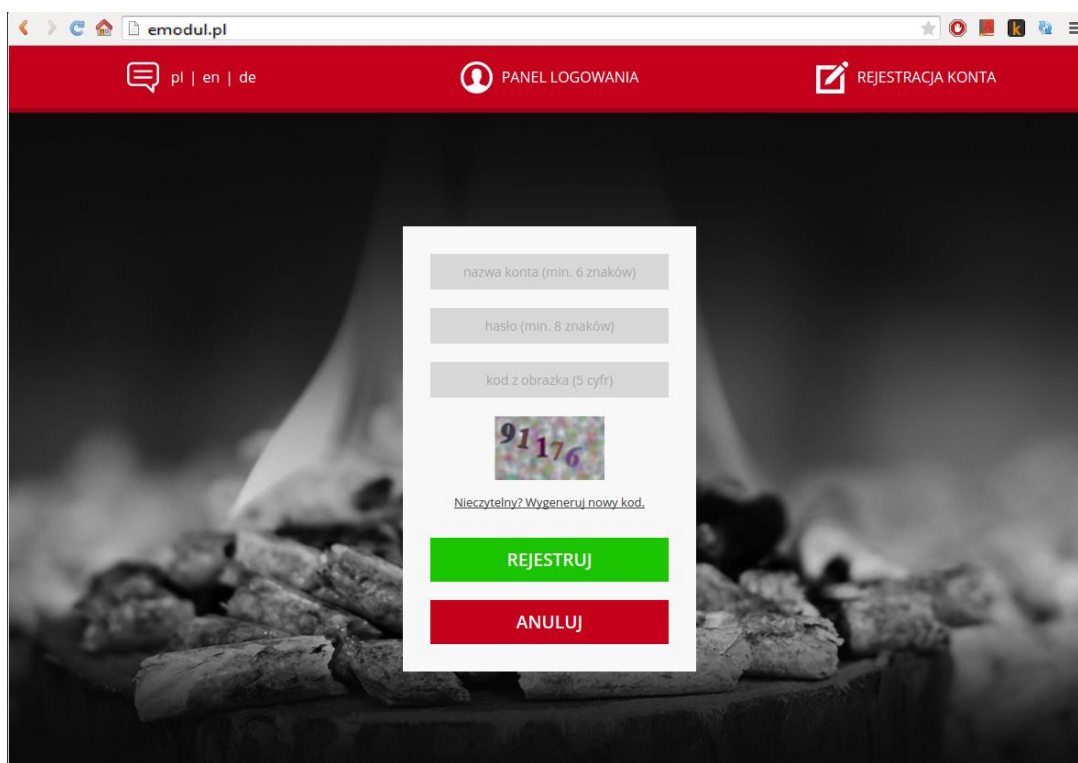 emodul.pl
pl | en | de
PANEL LOGOWANIA
REJESTRACJA KONTA
nazwa konta (min. 6 znaków)
hasło (min. 8 znaków)
kod z obrazka (5 cyfr)
91176
Nieczytelny? Wygeneruj nowy kod.
REJESTRUJ
ANULUJ